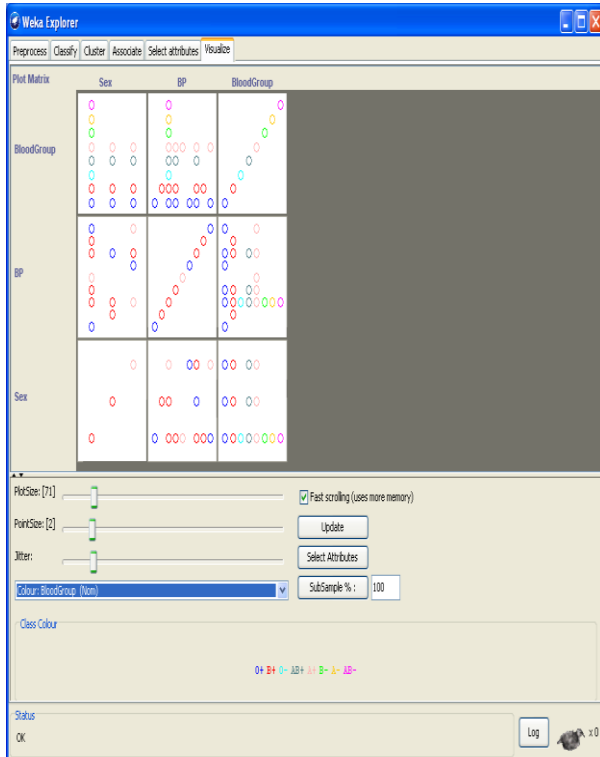 Weka Explorer
Preprocess Classify Cluster Associate Select attributes Visualize
Plot Matrix Sex BP BloodGroup
BloodGroup
BP
Sex
PlotSize: [71]
Fast scrolling (uses more memory)
PointSize: [2]
Update
Jitter:
Select Attributes
Colour: BloodGroup (Nom)
SubSample % : 100
Class Colour
O+ B+ O- AB+ A+ B- A- AB-
Status
OK
Log
x 0